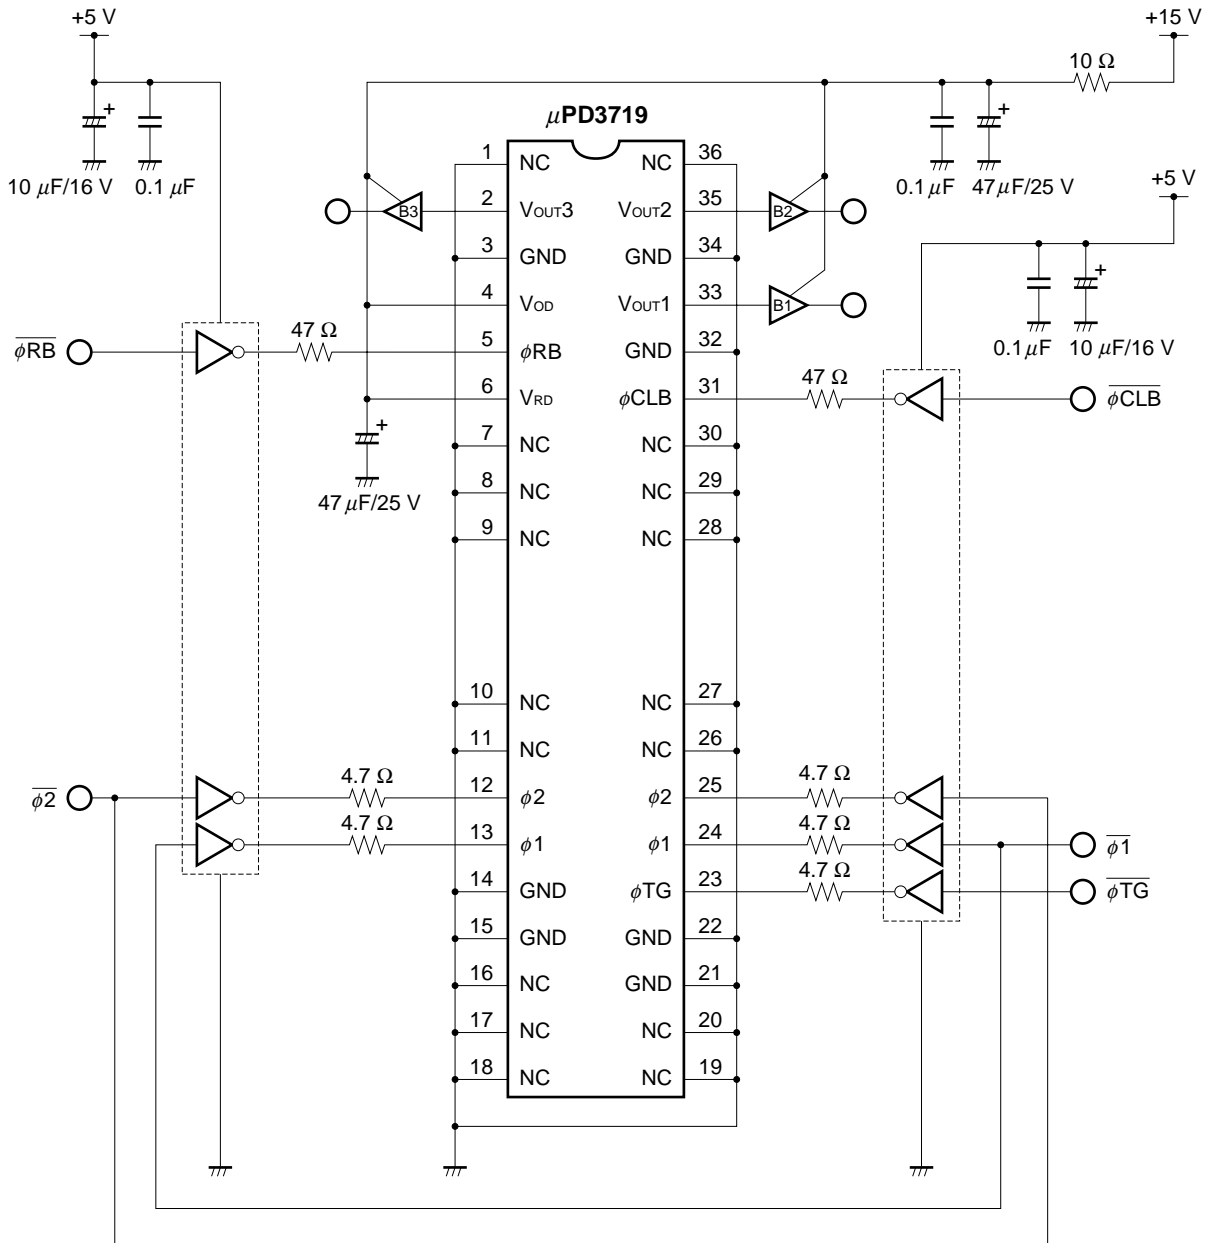 +5 V
+15 V
10 Ω
+
+
μPD3719
10 μF/16 V
0.1 μF
0.1 μF
47 μF/25 V
+5 V
1
NC
NC
36
B3
2
VOUT3
VOUT2
35
B2
3
GND
GND
34
4
VOD
VOUT1
33
B1
+
0.1 μF
10 μF/16 V
φRB
47 Ω
5
φRB
GND
32
6
VRD
φCLB
31
47 Ω
φCLB
+
47 μF/25 V
7
NC
NC
30
8
NC
NC
29
9
NC
NC
28
10
NC
NC
27
11
NC
NC
26
φ2
4.7 Ω
12
φ2
φ2
25
4.7 Ω
4.7 Ω
13
φ1
φ1
24
4.7 Ω
φ1
14
GND
φTG
23
4.7 Ω
φTG
15
GND
GND
22
16
NC
GND
21
17
NC
NC
20
18
NC
NC
19